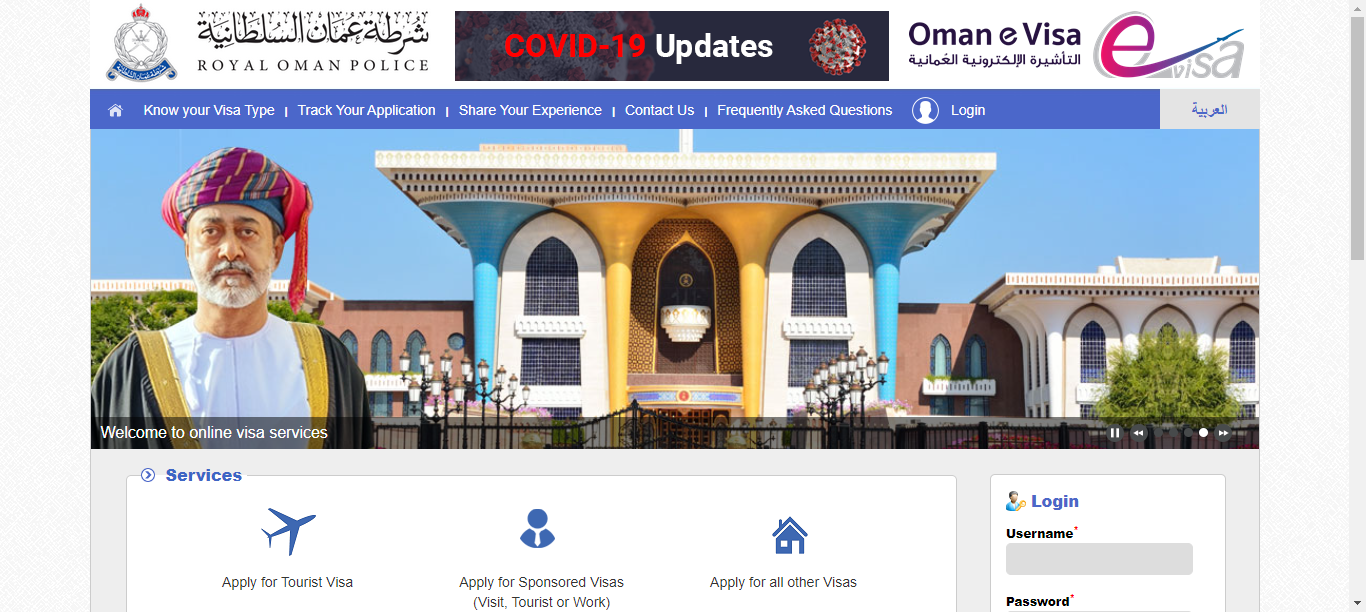 شرطة عمان السلطانية
ROYAL OMAN POLICE
COVID-19 Updates
Oman e Visa
التأشيرة الإلكترونية العُمانية
evisa
Know your Visa Type | Track Your Application | Share Your Experience | Contact Us | Frequently Asked Questions Login
العربية
Welcome to online visa services
Services
Apply for Tourist Visa
Apply for Sponsored Visas
(Visit, Tourist or Work)
Apply for all other Visas
Login
Username*
Password*